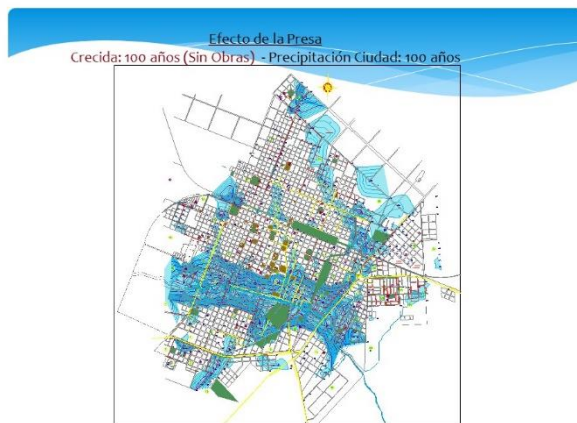 Efecto de la Presa
Crecida: 100 años (Sin Obras) - Precipitación Ciudad: 100 años